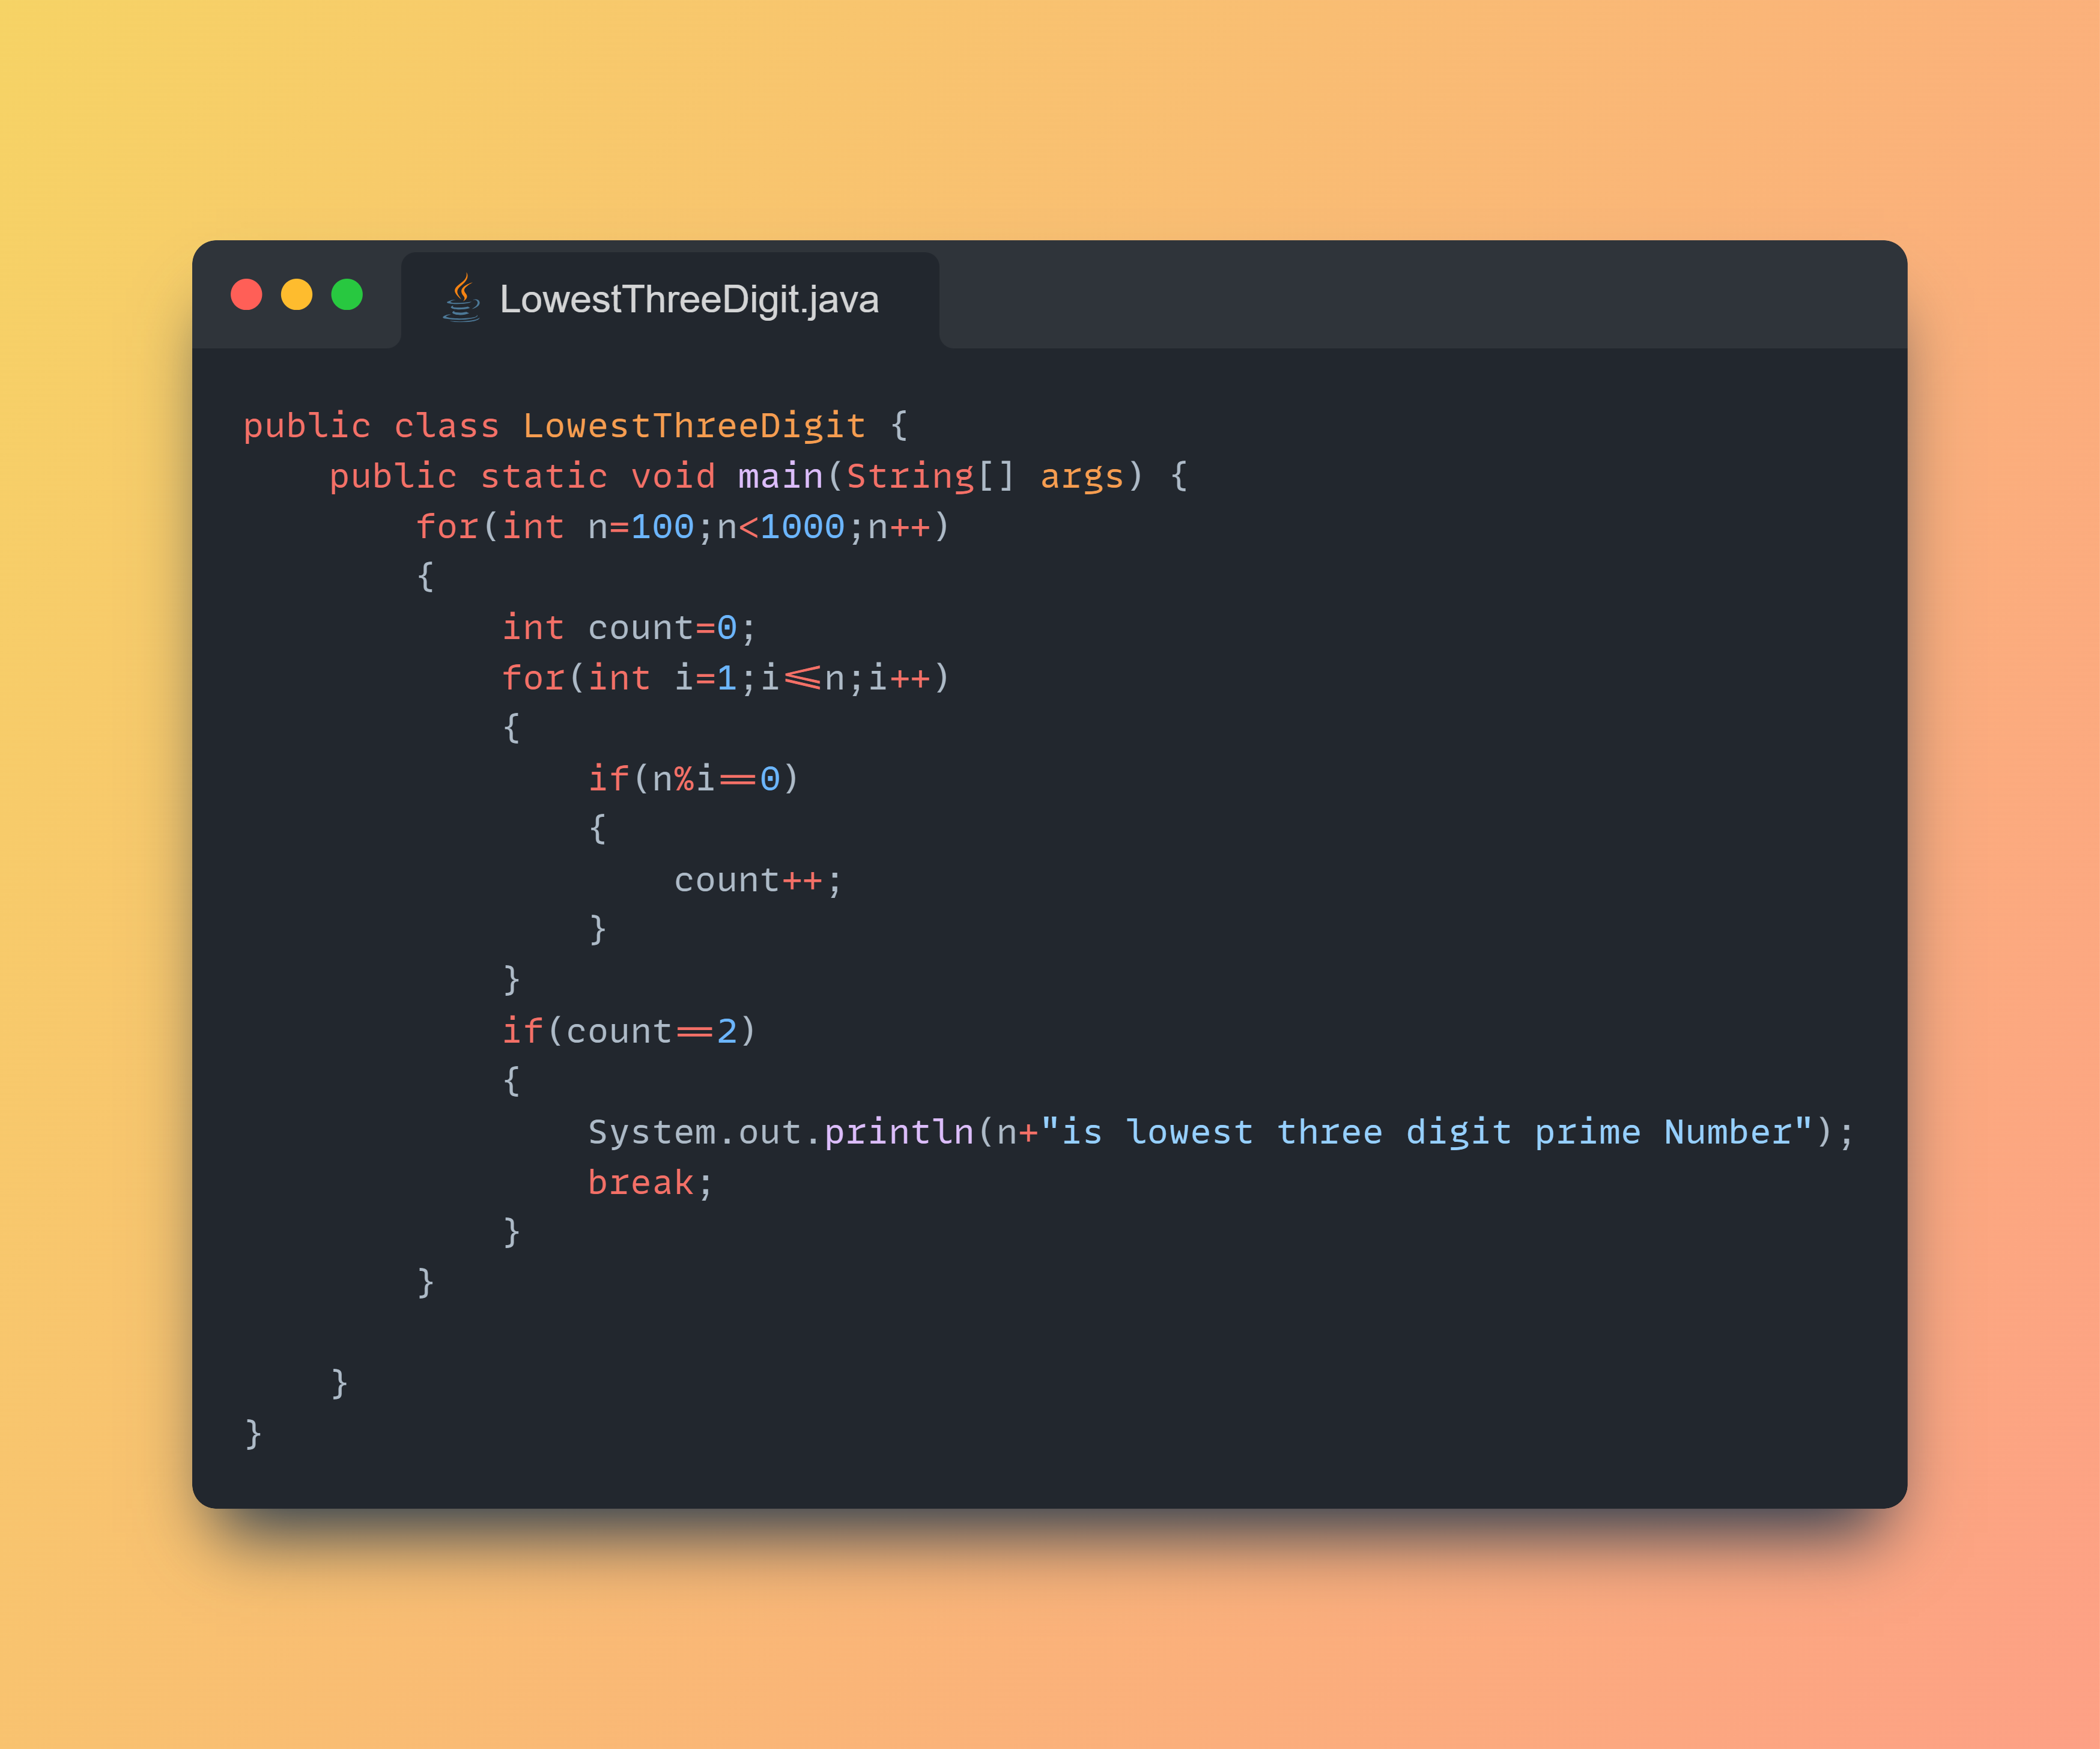 LowestThreeDigit.java
public class LowestThreeDigit {
    public static void main(String[] args) {
        for(int n=100;n<1000;n++)
        {
            int count=0;
            for(int i=1;i<=n;i++)
            {
                if(n%i==0)
                {
                    count++;
                }
            }
            if(count==2)
            {
                System.out.println(n+"is lowest three digit prime Number");
                break;
            }
        }

    }
}